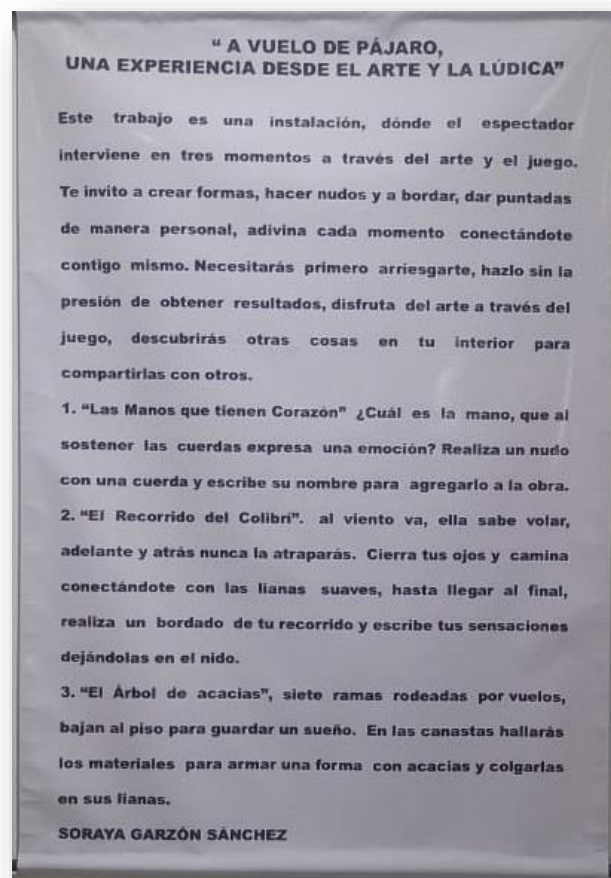 “ A VUELO DE PÁJARO,
UNA EXPERIENCIA DESDE EL ARTE Y LA LÚDICA”
Este trabajo es una instalación, dónde el espectador
interviene en tres momentos a través del arte y el juego.
Te invito a crear formas, hacer nudos y a bordar, dar puntadas
de manera personal, adivina cada momento conectándote
contigo mismo. Necesitarás primero arriesgarte, hazlo sin la
presión de obtener resultados, disfruta del arte a través del
juego, descubrirás otras cosas en tu interior para
compartirlas con otros.
1. “Las Manos que tienen Corazón” ¿Cuál es la mano, que al
sostener las cuerdas expresa una emoción? Realiza un nudo
con una cuerda y escribe su nombre para agregarlo a la obra.
2. “El Recorrido del Colibrí”. al viento va, ella sabe volar,
adelante y atrás nunca la atraparás. Cierra tus ojos y camina
conectándote con las lianas suaves, hasta llegar al final,
realiza un bordado de tu recorrido y escribe tus sensaciones
dejándolas en el nido.
3. “El Árbol de acacias”, siete ramas rodeadas por vuelos,
bajan al piso para guardar un sueño. En las canastas hallarás
los materiales para armar una forma con acacias y colgarlas
en sus lianas.
SORAYA GARZÓN SÁNCHEZ